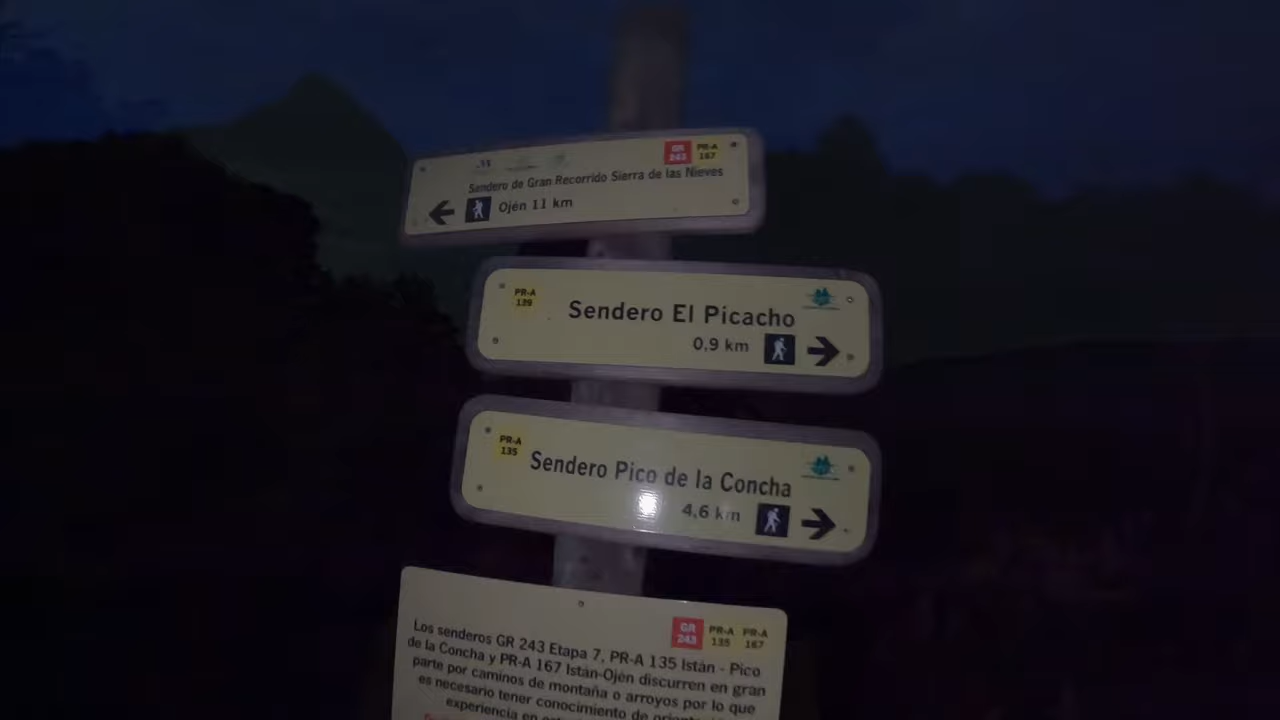 GR 243 PR-A 167
Sendero de Gran Recorrido Sierra de las Nieves
Ojén 11 km
PR-A 139
Sendero El Picacho
0,9 km
PR-A 135
Sendero Pico de la Concha
4,6 km
GR 243 PR-A 135 PR-A 167
Los senderos GR 243 Etapa 7, PR-A 135 Istán - Pico
de la Concha y PR-A 167 Istán-Ojén discurren en gran
parte por caminos de montaña o arroyos por lo que
es necesario tener conocimiento de
experiencia en